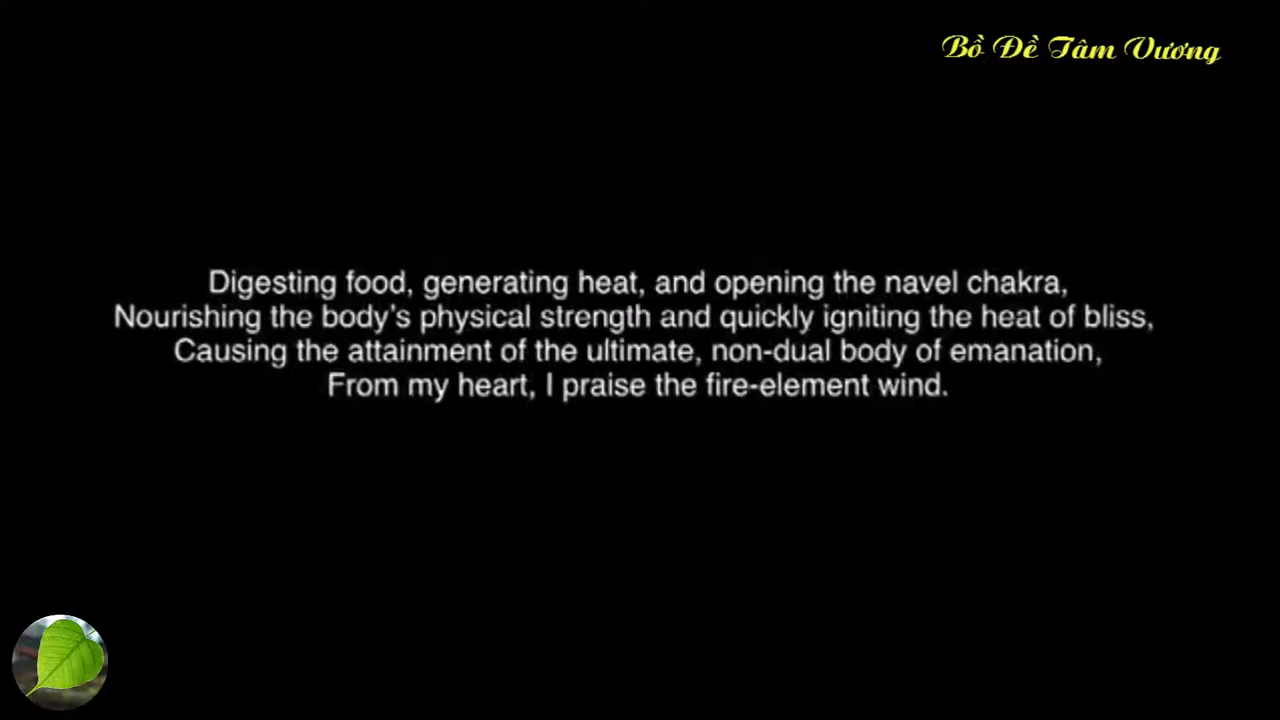 Bồ Đề Tâm Vương
Digesting food, generating heat, and opening the navel chakra,
Nourishing the body's physical strength and quickly igniting the heat of bliss,
Causing the attainment of the ultimate, non-dual body of emanation,
From my heart, I praise the fire-element wind.